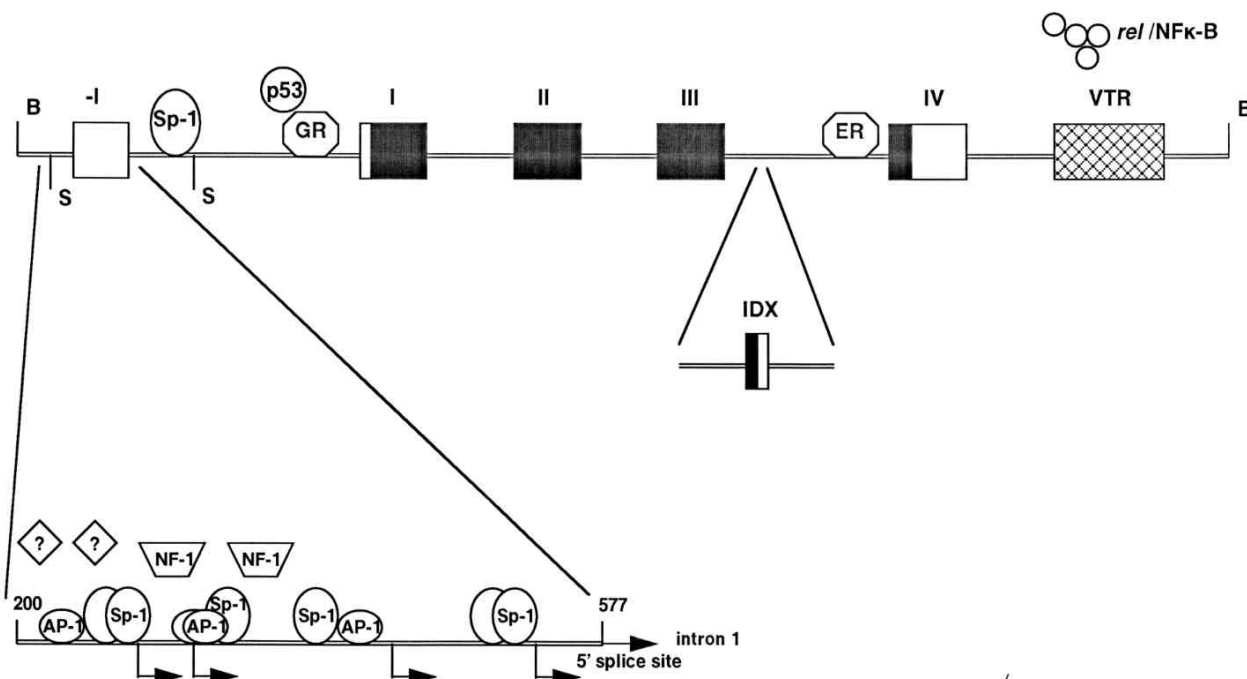 rel /NFκ-B
B
-I
Sp-1
p53
GR
I
II
III
ER
IV
VTR
B
S
S
IDX
?
?
NF-1
NF-1
200
AP-1
Sp-1
AP-1
Sp-1
Sp-1
AP-1
Sp-1
577
intron 1
5' splice site